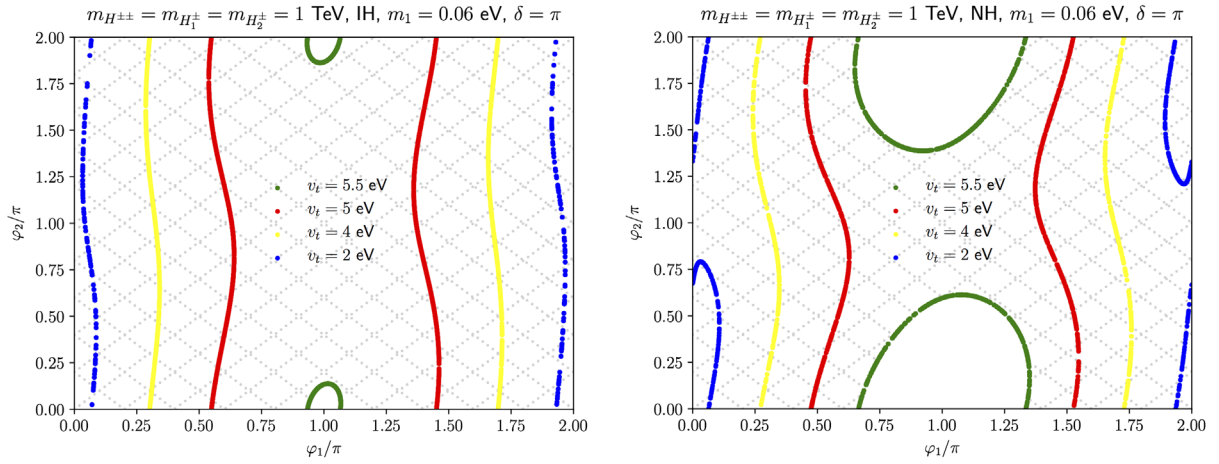 m_{H^{±±}} = m_{H_1^±} = m_{H_2^±} = 1 TeV, IH, m_1 = 0.06 eV, δ = π
2.00
1.75
1.50
1.25
1.00
0.75
0.50
0.25
0.00
φ_2/π
v_t = 5.5 eV
v_t = 5 eV
v_t = 4 eV
v_t = 2 eV
0.00 0.25 0.50 0.75 1.00 1.25 1.50 1.75 2.00
φ_1/π
m_{H^{±±}} = m_{H_1^±} = m_{H_2^±} = 1 TeV, NH, m_1 = 0.06 eV, δ = π
2.00
1.75
1.50
1.25
1.00
0.75
0.50
0.25
0.00
φ_2/π
v_t = 5.5 eV
v_t = 5 eV
v_t = 4 eV
v_t = 2 eV
0.00 0.25 0.50 0.75 1.00 1.25 1.50 1.75 2.00
φ_1/π